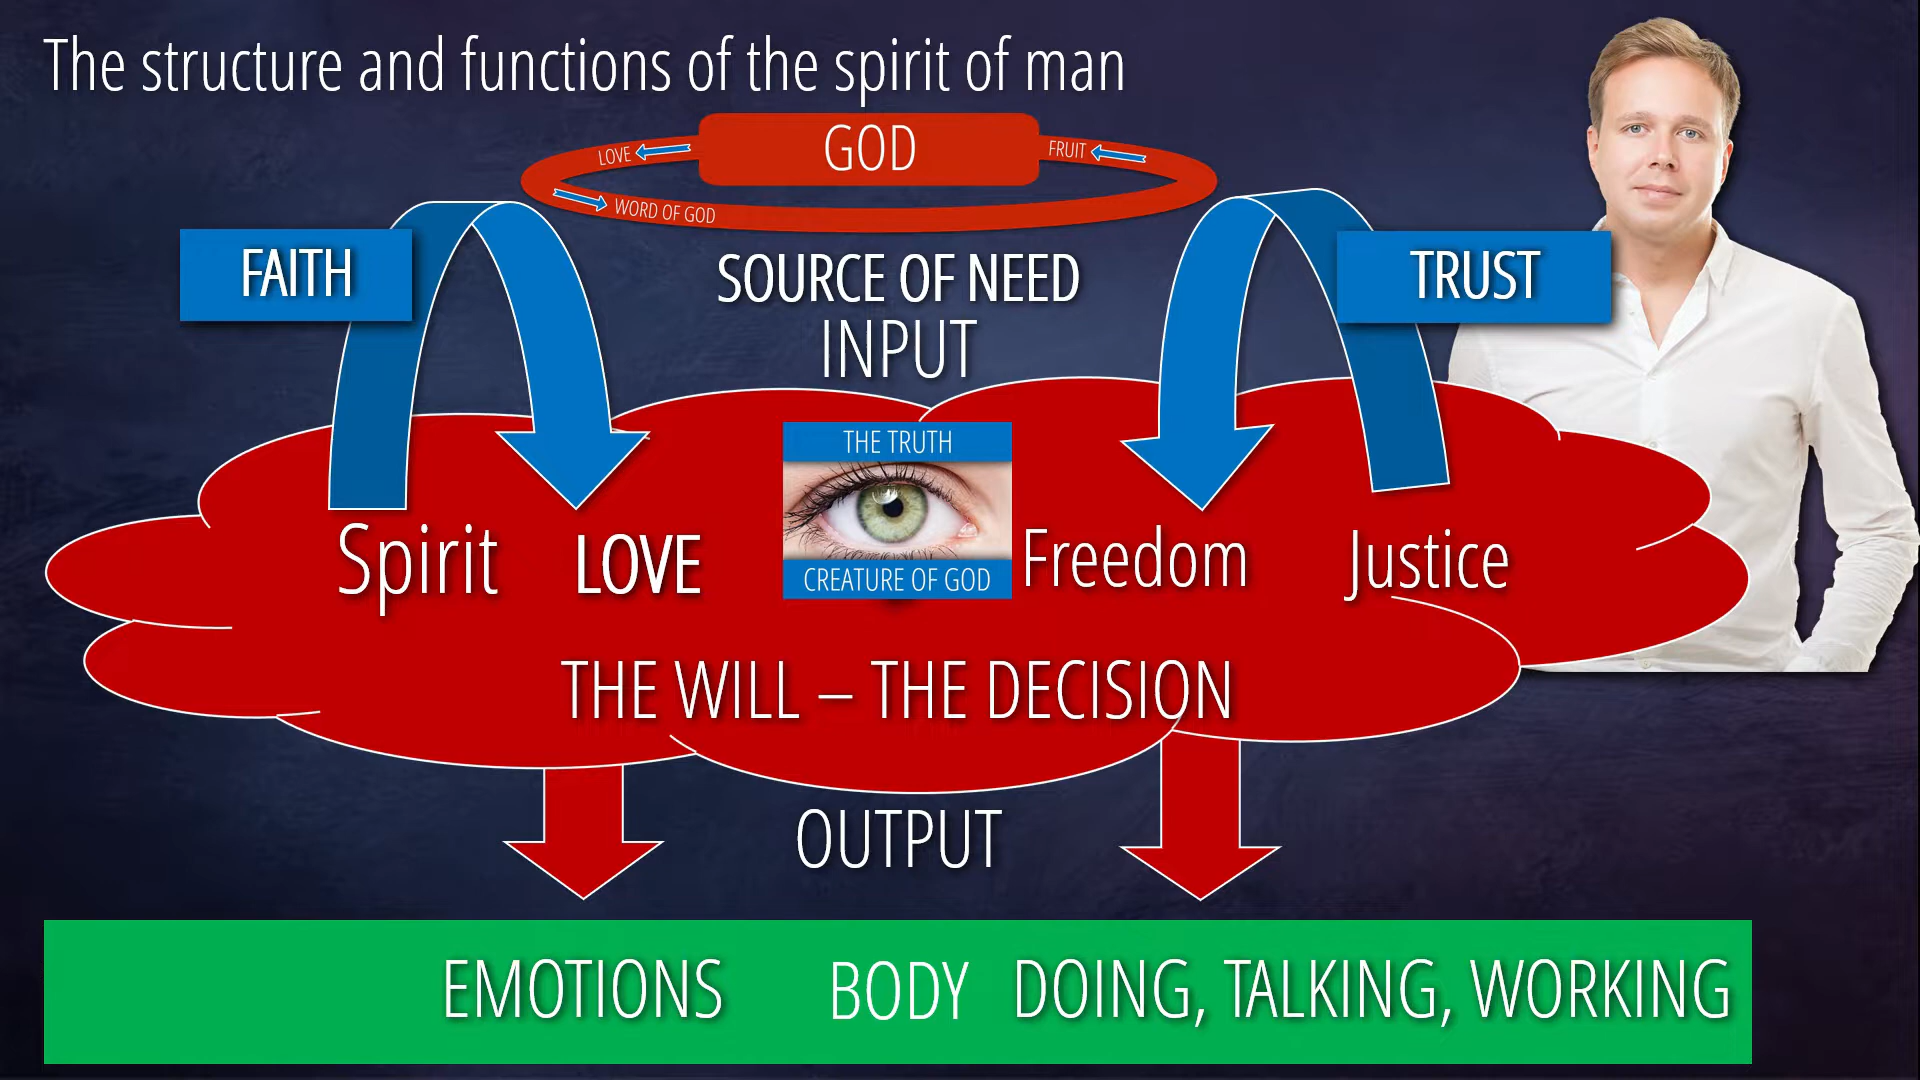 The structure and functions of the spirit of man
GOD
LOVE
FRUIT
WORD OF GOD
FAITH
TRUST
SOURCE OF NEED
INPUT
THE TRUTH
CREATURE OF GOD
Spirit
LOVE
Freedom
Justice
THE WILL – THE DECISION
OUTPUT
EMOTIONS
BODY
DOING, TALKING, WORKING